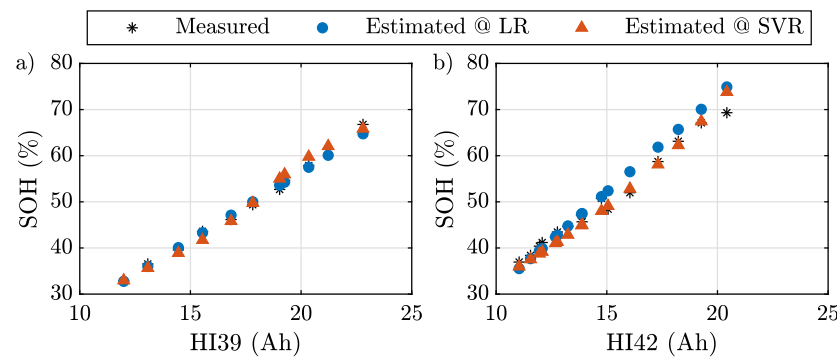 Measured Estimated @ LR Estimated @ SVR
a) b)
80 80
70 70
60 60
50 50
40 40
30 30
SOH (%) SOH (%)
10 15 20 25 10 15 20 25
HI39 (Ah) HI42 (Ah)